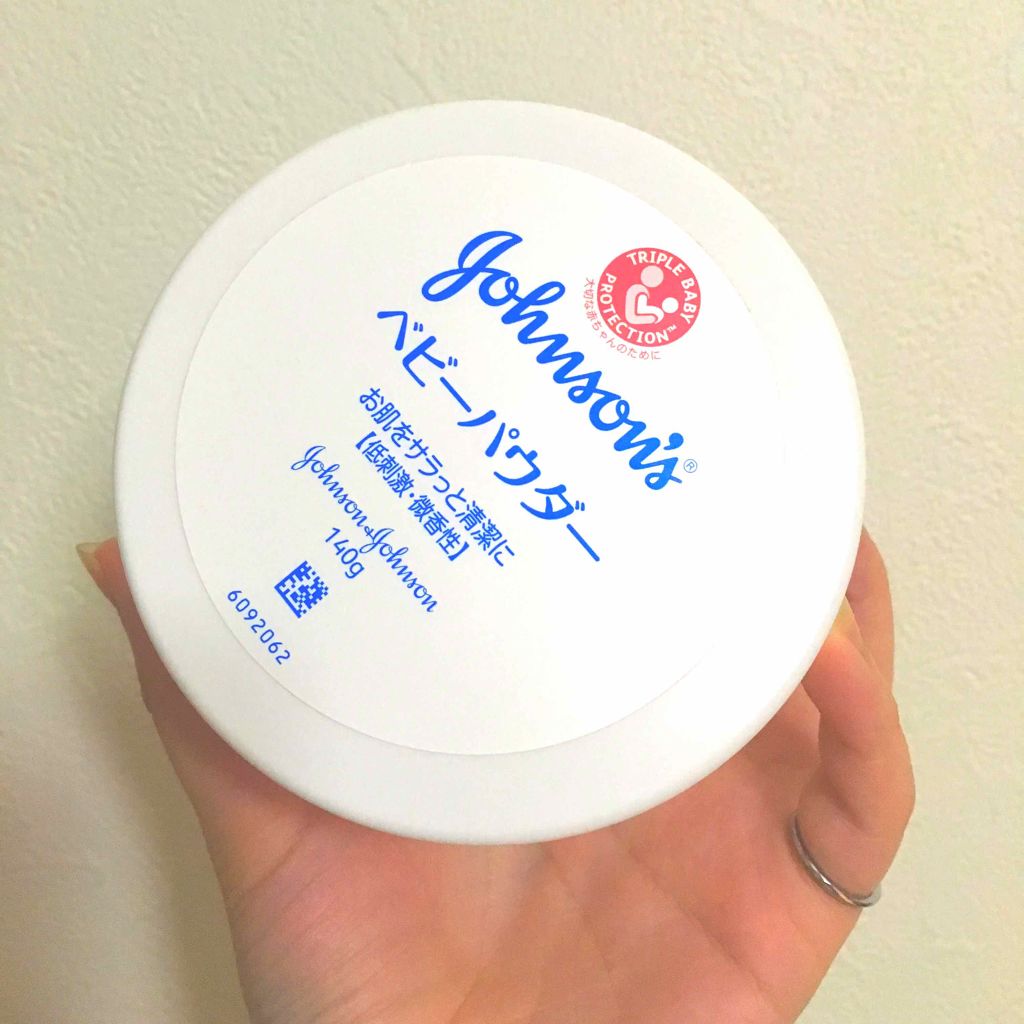 Johnson's®
TRIPLE BABY PROTECTION™
大切な赤ちゃんのために
ベビーパウダー
お肌をサラっと清潔に
【低刺激・微香性】
Johnson&Johnson
140g
6092062